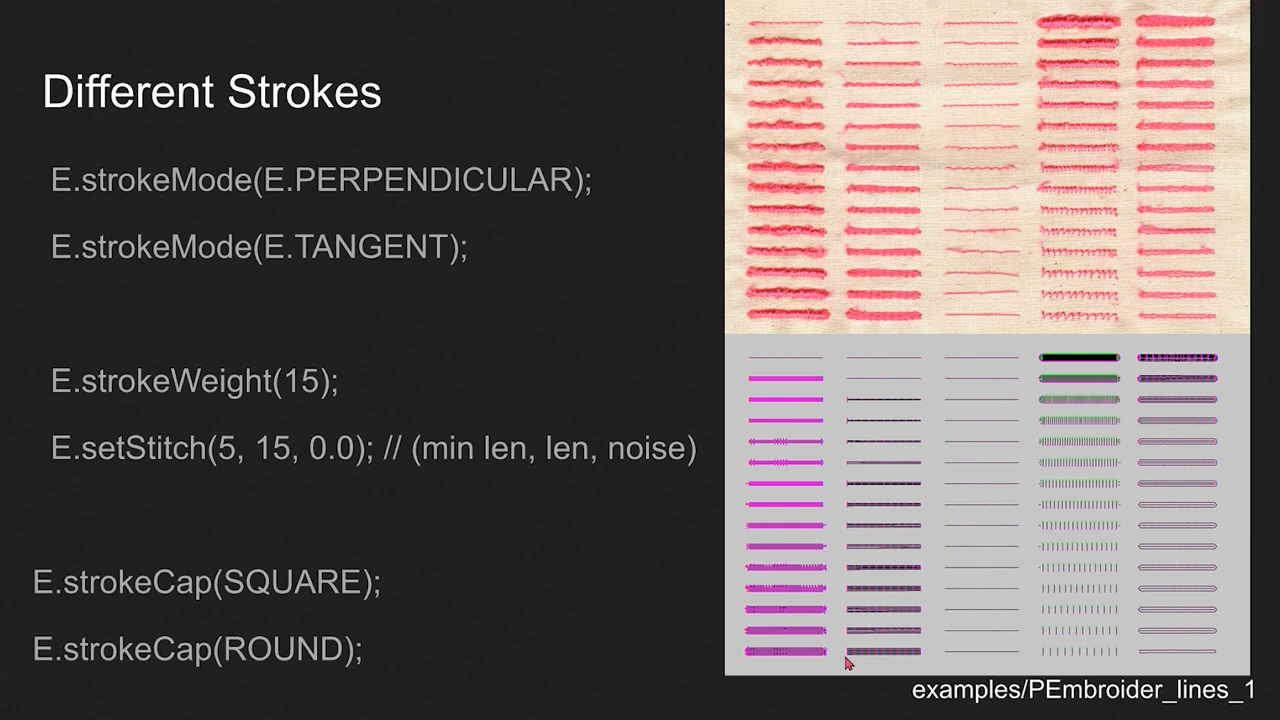 Different Strokes
E.strokeMode(E.PERPENDICULAR);
E.strokeMode(E.TANGENT);
E.strokeWeight(15);
E.setStitch(5, 15, 0.0); // (min len, len, noise)
E.strokeCap(SQUARE);
E.strokeCap(ROUND);
examples/PEmbroider_lines_1